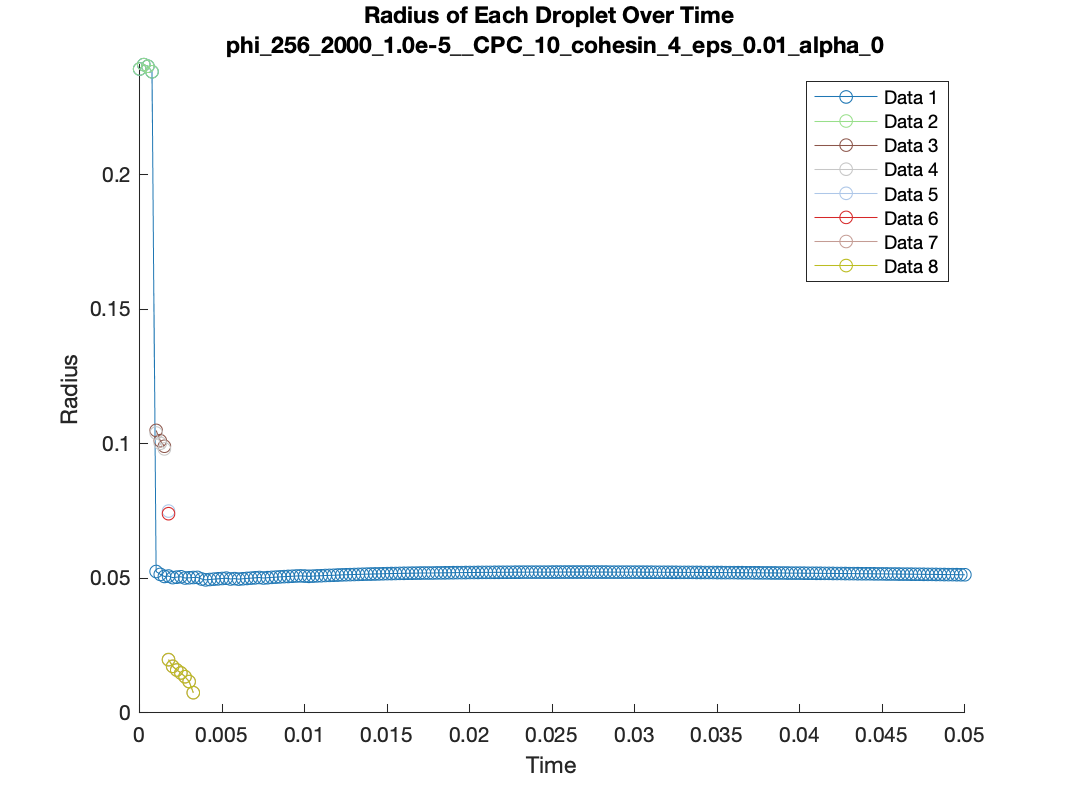 Radius of Each Droplet Over Time
phi_256_2000_1.0e-5__CPC_10_cohesin_4_eps_0.01_alpha_0
Data 1
Data 2
Data 3
Data 4
Data 5
Data 6
Data 7
Data 8
0.2
0.15
0.1
0.05
0
Radius
0 0.005 0.01 0.015 0.02 0.025 0.03 0.035 0.04 0.045 0.05
Time